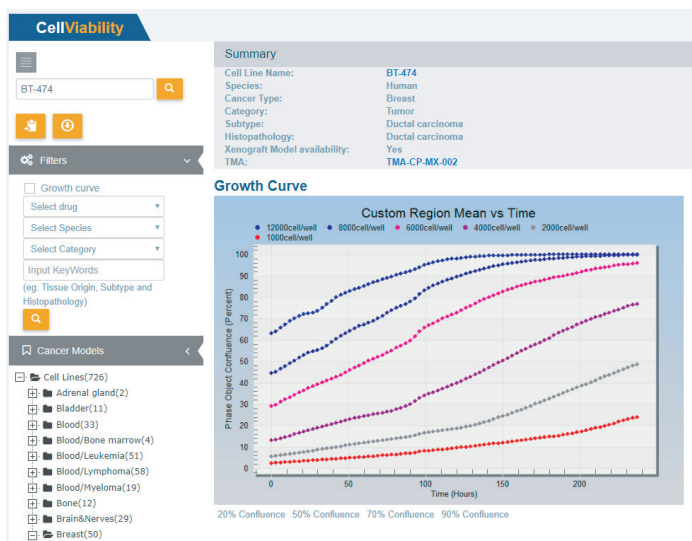 CellViability
BT-474
Filters
Growth curve
Select drug
Select Species
Select Category
Input KeyWords
(eg. Tissue Origin, Subtype and
Histopathology)
Cancer Models
Cell Lines(726)
Adrenal gland(2)
Bladder(11)
Blood(33)
Blood/Bone marrow(4)
Blood/Leukemia(51)
Blood/Lymphoma(58)
Blood/Myeloma(19)
Bone(12)
Brain&Nerves(29)
Breast(50)
Summary
Cell Line Name: BT-474
Species: Human
Cancer Type: Breast
Category: Tumor
Subtype: Ductal carcinoma
Histopathology: Ductal carcinoma
Xenograft Model availability: Yes
TMA: TMA-CP-MX-002
Growth Curve
Custom Region Mean vs Time
12000cell/well 8000cell/well 6000cell/well 4000cell/well 2000cell/well
1000cell/well
Phase Object Confluence (Percent)
100
90
80
70
60
50
40
30
20
10
0
0 50 100 150 200
Time (Hours)
20% Confluence 50% Confluence 70% Confluence 90% Confluence